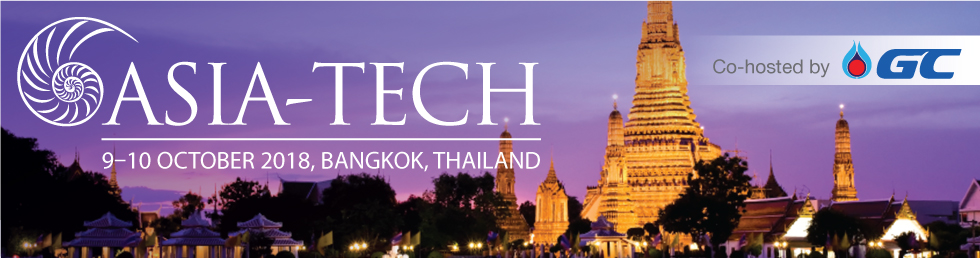 ASIA-TECH
9–10 OCTOBER 2018, BANGKOK, THAILAND
Co-hosted by GC